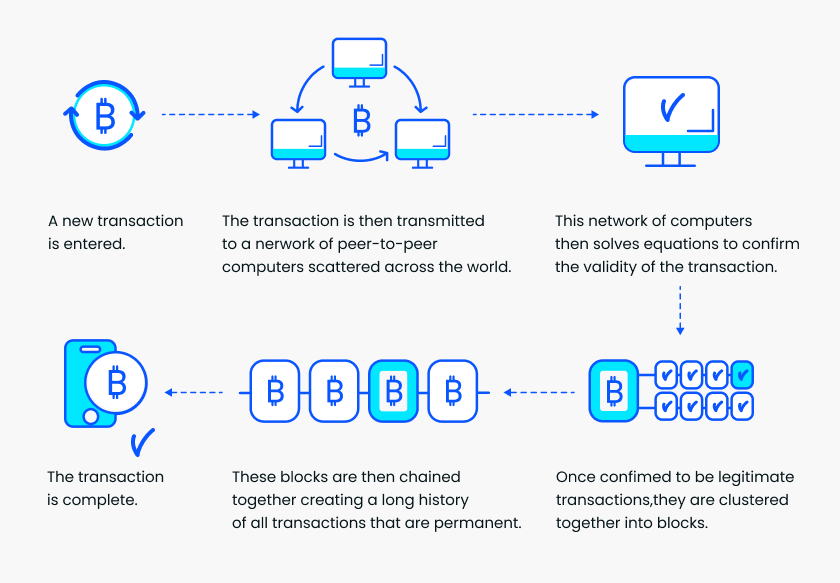 A new transaction
is entered.
The transaction is then transmitted
to a nerwork of peer-to-peer
computers scattered across the world.
This network of computers
then solves equations to confirm
the validity of the transaction.
Once confimed to be legitimate
transactions,they are clustered
together into blocks.
These blocks are then chained
together creating a long history
of all transactions that are permanent.
The transaction
is complete.